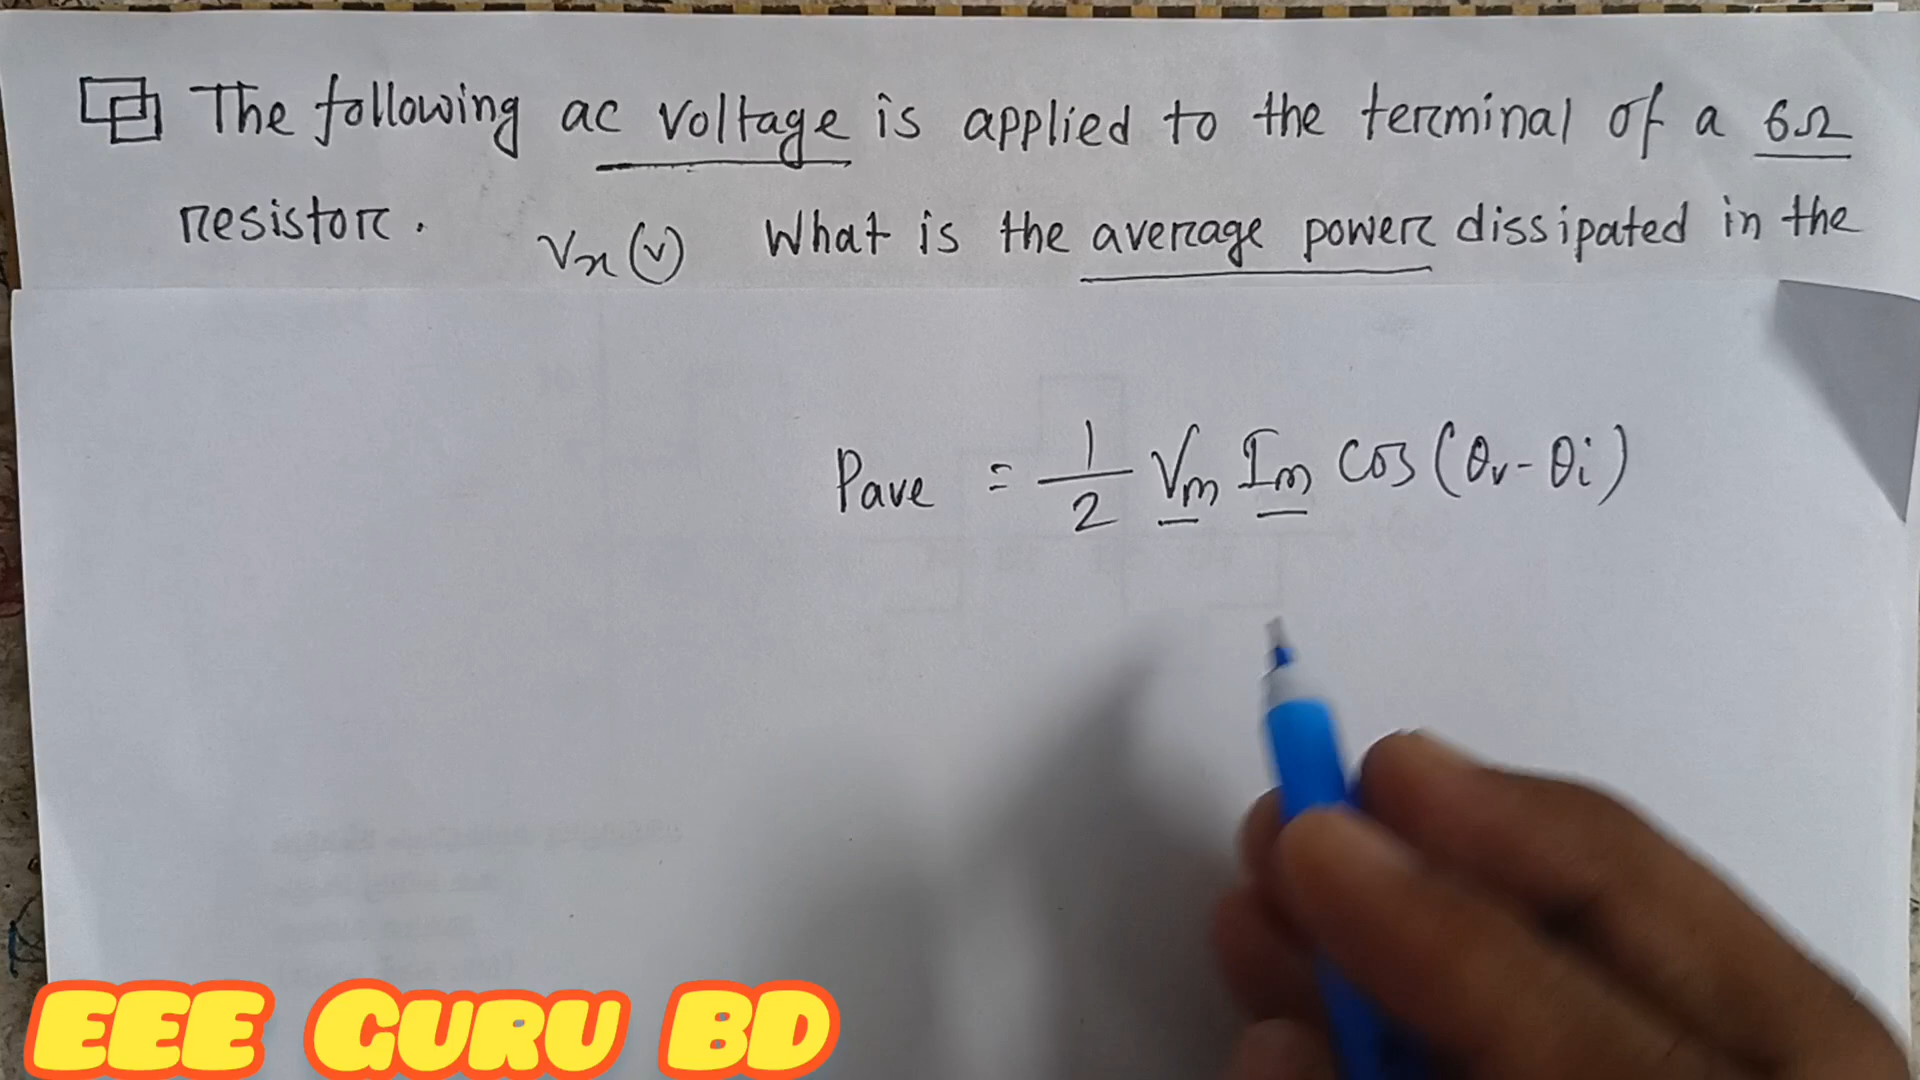 The following ac voltage is applied to the terminal of a 6Ω
resistor. Vx(v) What is the average power dissipated in the
Pave = 1/2 Vm Im cos(θv-θi)
EEE GURU BD